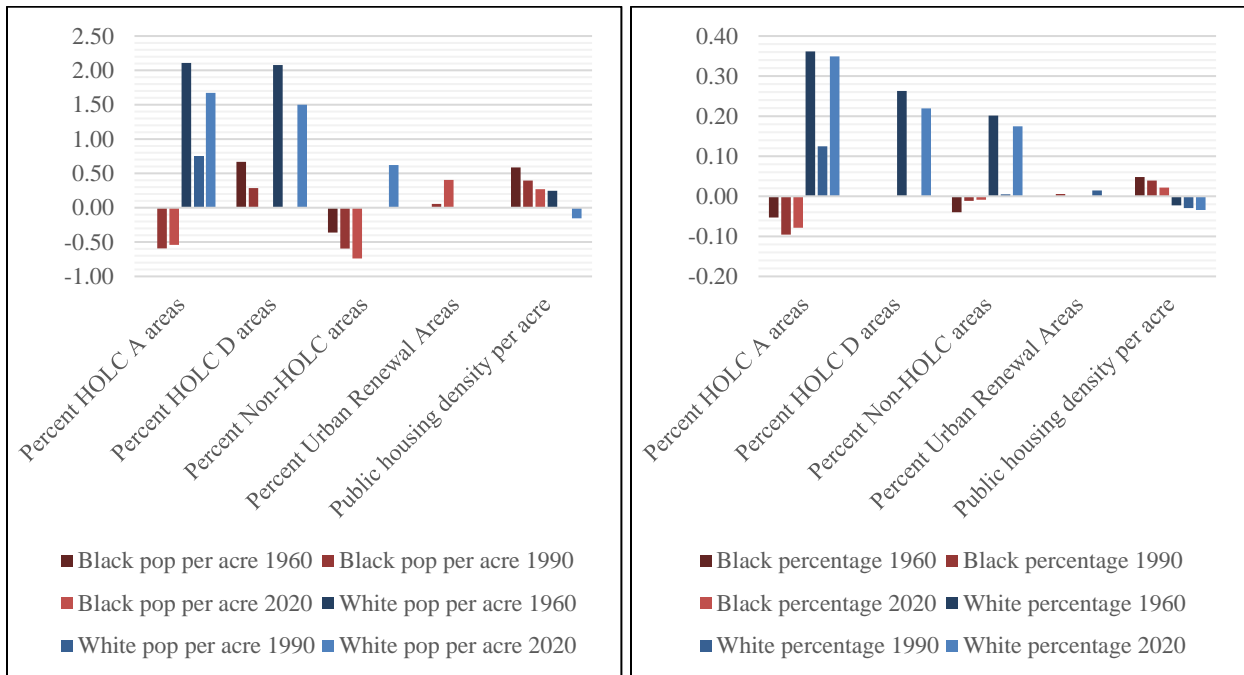 2.50
2.00
1.50
1.00
0.50
0.00
-0.50
-1.00
Percent HOLC A areas
Percent HOLC D areas
Percent Non-HOLC areas
Percent Urban Renewal Areas
Public housing density per acre
Black pop per acre 1960 Black pop per acre 1990
Black pop per acre 2020 White pop per acre 1960
White pop per acre 1990 White pop per acre 2020
0.40
0.30
0.20
0.10
0.00
-0.10
-0.20
Percent HOLC A areas
Percent HOLC D areas
Percent Non-HOLC areas
Percent Urban Renewal Areas
Public housing density per acre
Black percentage 1960 Black percentage 1990
Black percentage 2020 White percentage 1960
White percentage 1990 White percentage 2020